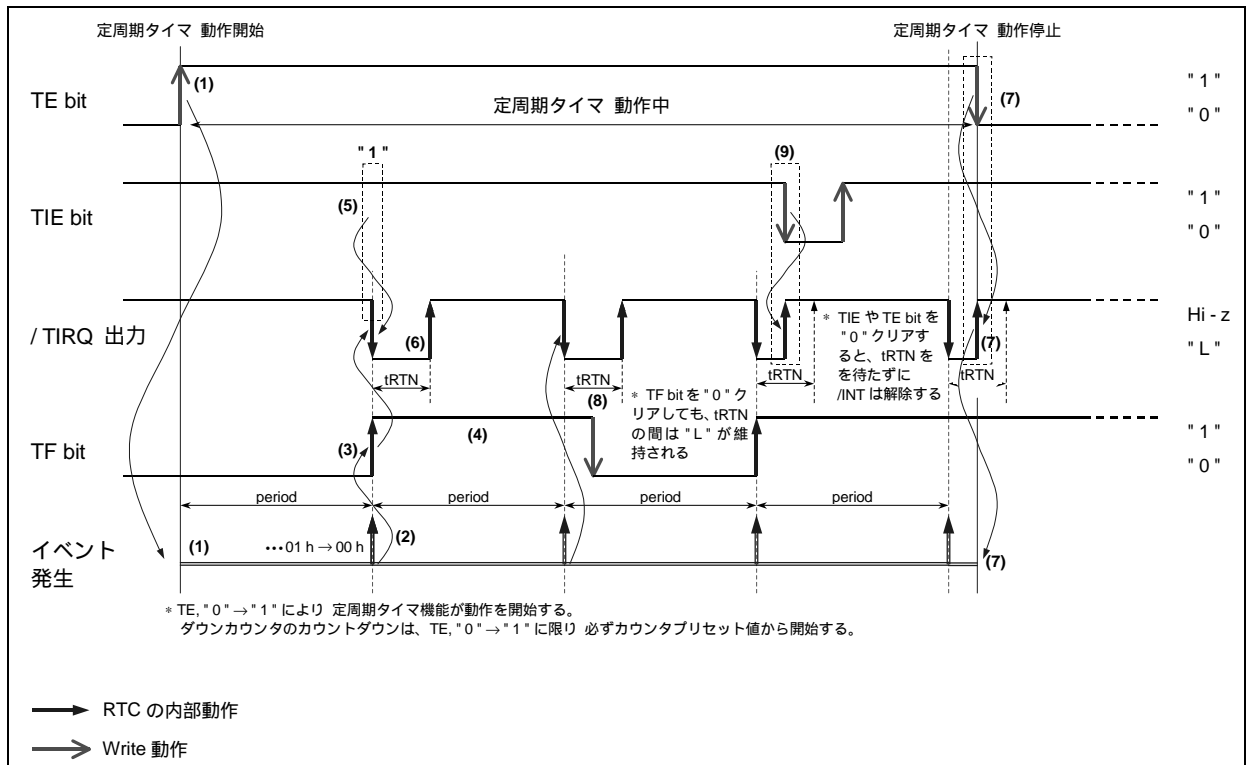 定周期タイマ 動作開始
定周期タイマ 動作停止
TE bit
(1)
定周期タイマ 動作中
(7)
" 1 "
" 0 "
" 1 "
(9)
TIE bit
(5)
" 1 "
" 0 "
/ TIRQ 出力
(6)
tRTN
tRTN
(8)
tRTN
* TIE や TE bit を
" 0 " クリアす
ると、tRTN を
を待たずに
/INT は解除する
(7)
tRTN
Hi - z
" L "
* TF bit を " 0 " ク
リアしても、tRTN
の間は " L " が維
持される
TF bit
(3)
(4)
" 1 "
" 0 "
period
period
period
period
イベント
発生
(1)
•••01 h → 00 h
(2)
(7)
* TE, " 0 " → " 1 " により 定周期タイマ機能が動作を開始する。
ダウンカウンタのカウントダウンは、TE, " 0 " → " 1 " に限り 必ずカウンタプリセット値から開始する。
RTC の内部動作
Write 動作